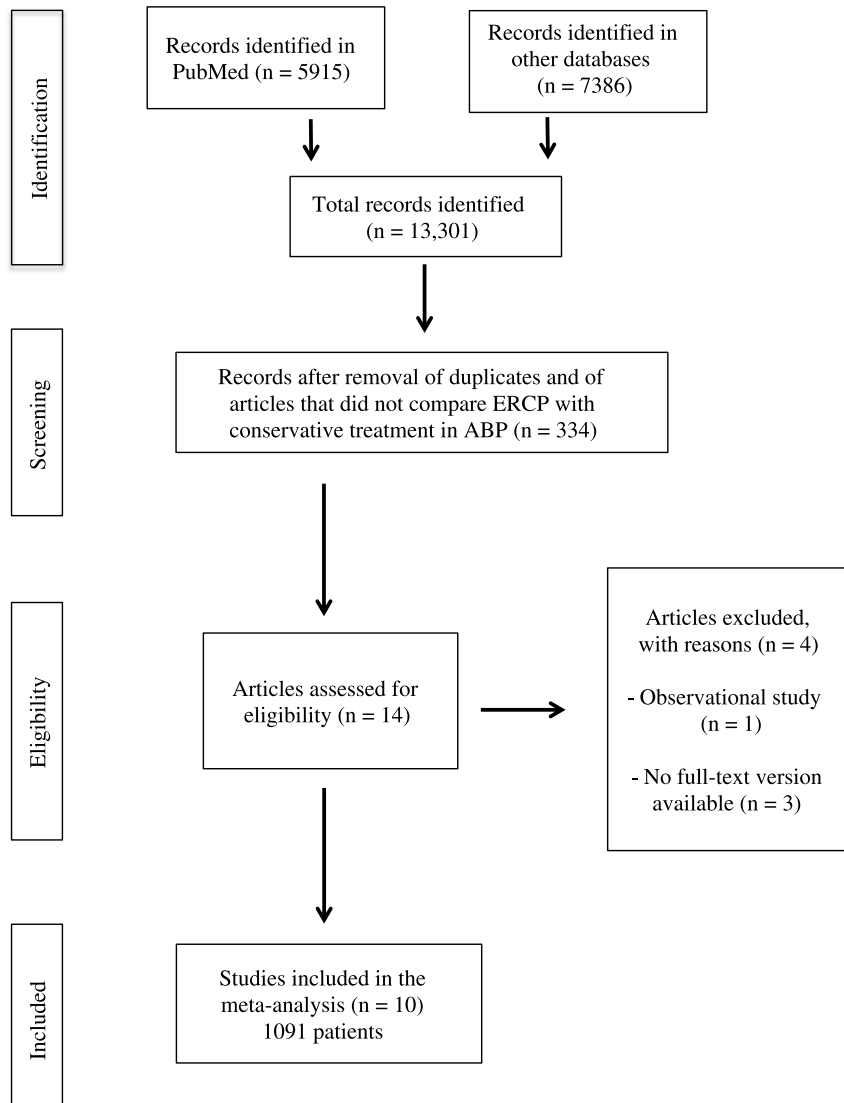 Identification
Records identified in
PubMed (n = 5915)
Records identified in
other databases
(n = 7386)
Total records identified
(n = 13,301)
Screening
Records after removal of duplicates and of
articles that did not compare ERCP with
conservative treatment in ABP (n = 334)
Eligibility
Articles assessed for
eligibility (n = 14)
Articles excluded,
with reasons (n = 4)
- Observational study
(n = 1)
- No full-text version
available (n = 3)
Included
Studies included in the
meta-analysis (n = 10)
1091 patients